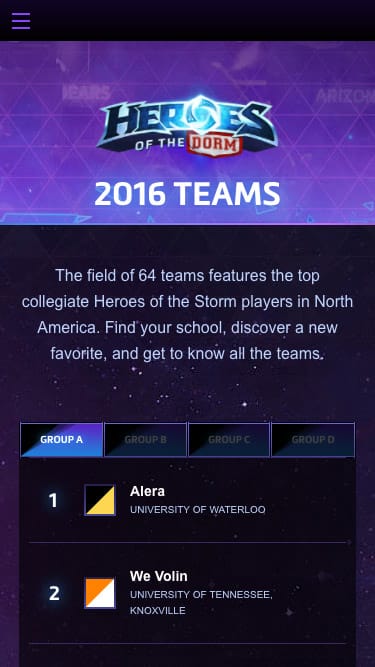 BEARS
ARIZON
HEROES
OF THE DORM
2016 TEAMS
The field of 64 teams features the top
collegiate Heroes of the Storm players in North
America. Find your school, discover a new
favorite, and get to know all the teams.
GROUP A GROUP B GROUP C GROUP D
1 Alera
UNIVERSITY OF WATERLOO
2 We Volin
UNIVERSITY OF TENNESSEE,
KNOXVILLE